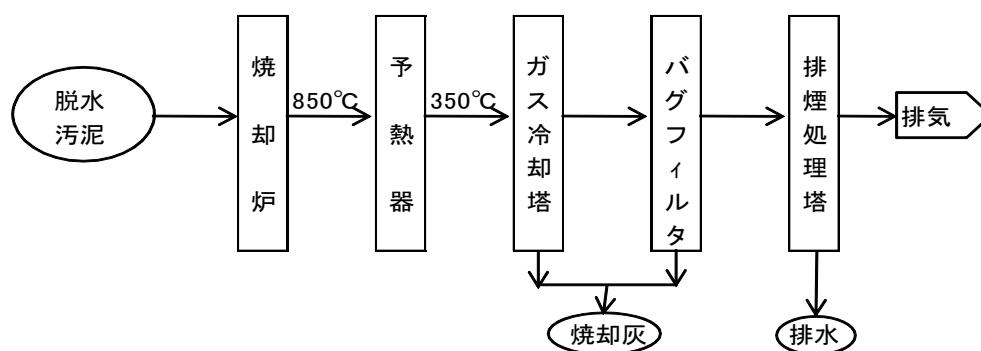 脱水
汚泥
焼却炉
850℃
予熱器
350℃
ガス冷却塔
バグフィルタ
排煙処理塔
排気
焼却灰
排水